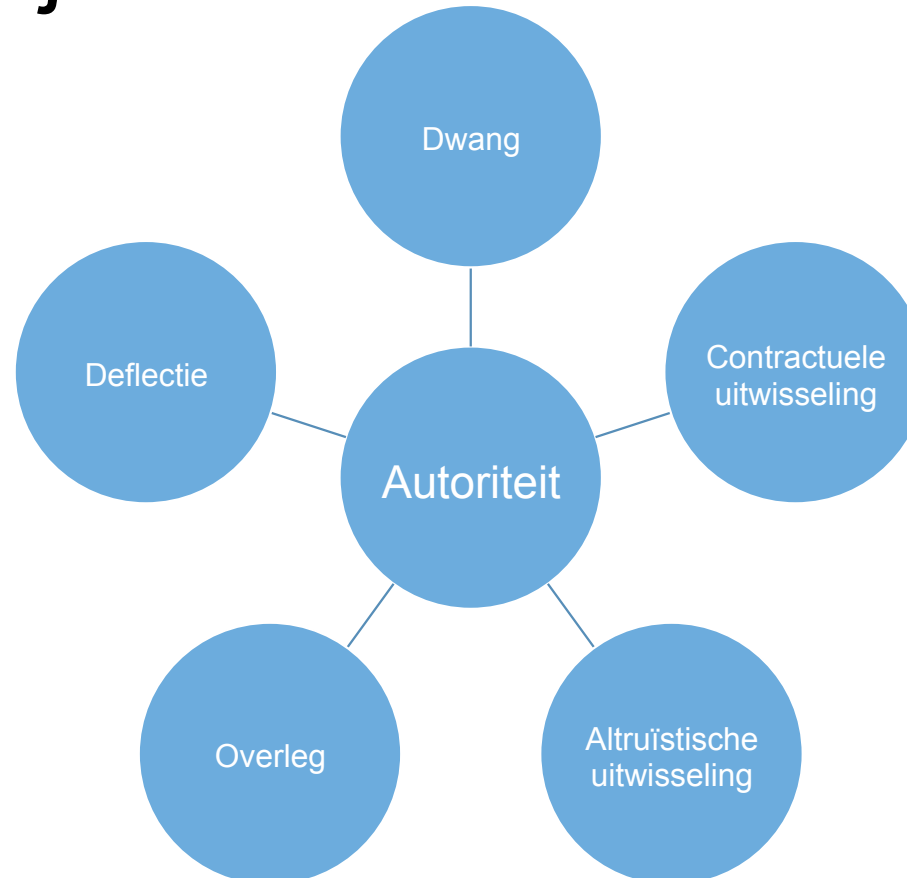 Dwang
Contractuele
uitwisseling
Deflectie
Autoriteit
Altruïstische
uitwisseling
Overleg